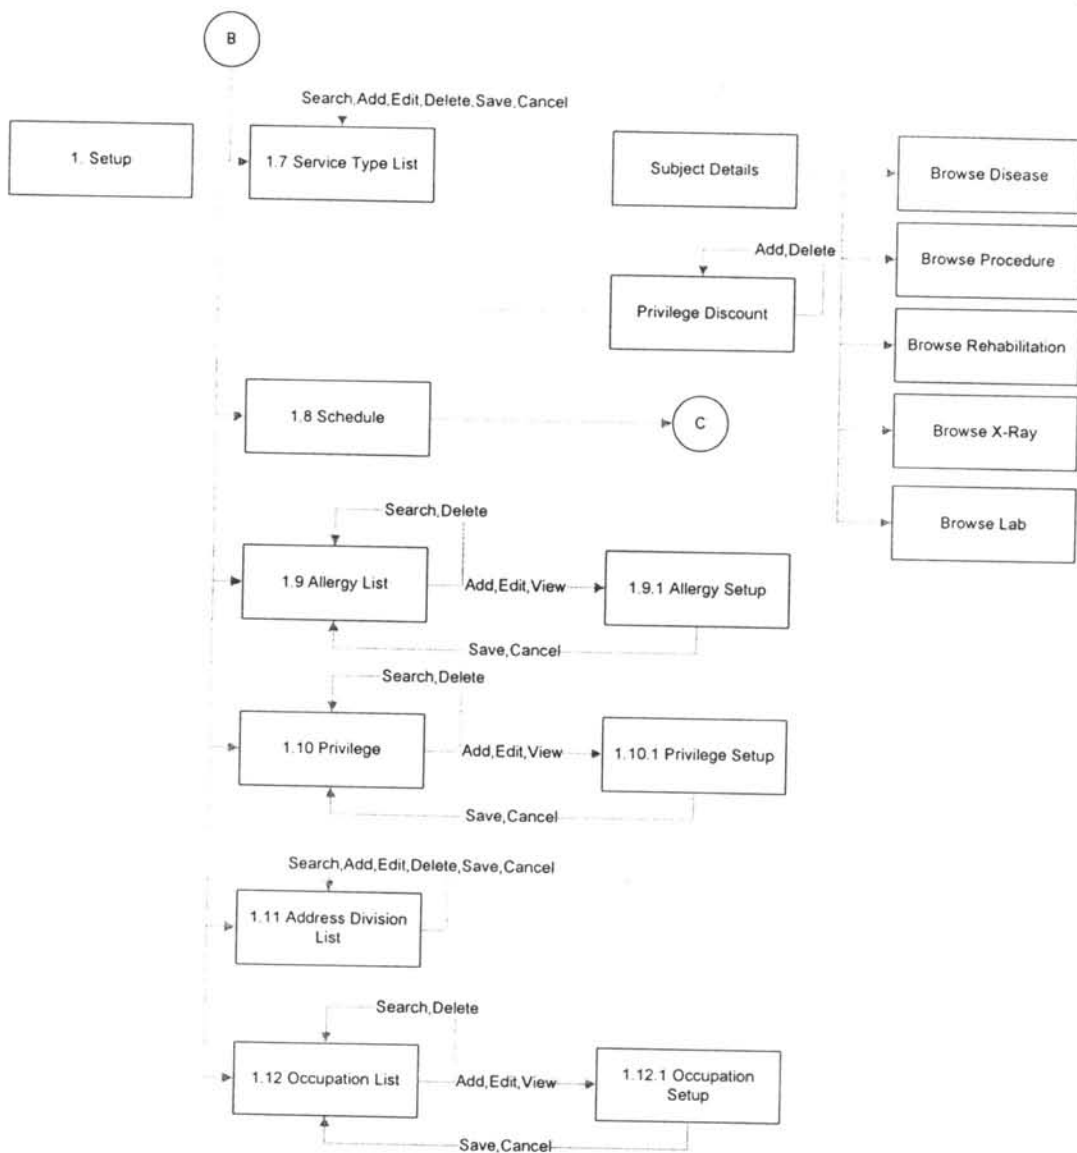 B
Search,Add,Edit,Delete,Save,Cancel
1. Setup
1.7 Service Type List
Subject Details
Browse Disease
Add,Delete
Browse Procedure
Privilege Discount
Browse Rehabilitation
1.8 Schedule
C
Browse X-Ray
Search,Delete
Browse Lab
1.9 Allergy List
Add,Edit,View
1.9.1 Allergy Setup
Save,Cancel
Search,Delete
1.10 Privilege
Add,Edit,View
1.10.1 Privilege Setup
Save,Cancel
Search,Add,Edit,Delete,Save,Cancel
1.11 Address Division
List
Search,Delete
1.12 Occupation List
Add,Edit,View
1.12.1 Occupation
Setup
Save,Cancel